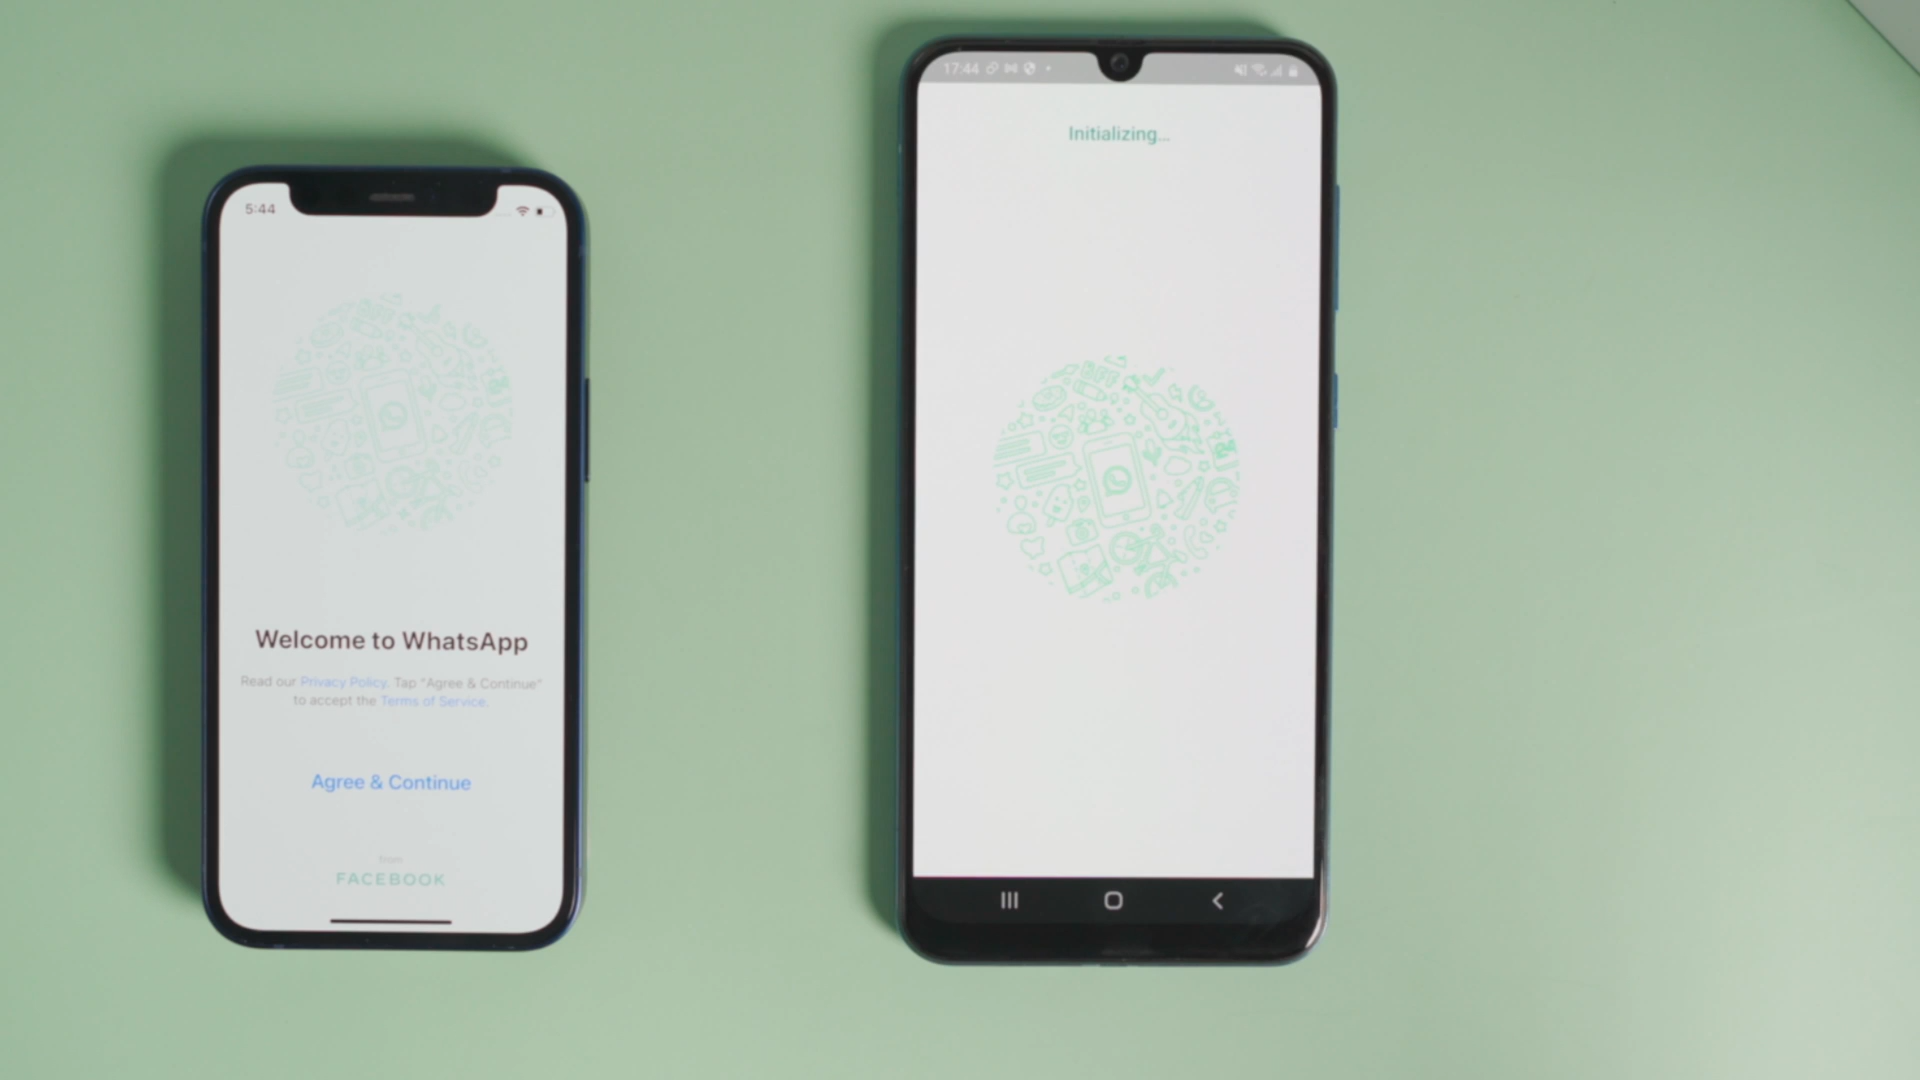 5:44
Welcome to WhatsApp
Read our Privacy Policy. Tap "Agree & Continue"
to accept the Terms of Service.
Agree & Continue
from
FACEBOOK
17:44
Initializing...
BFF